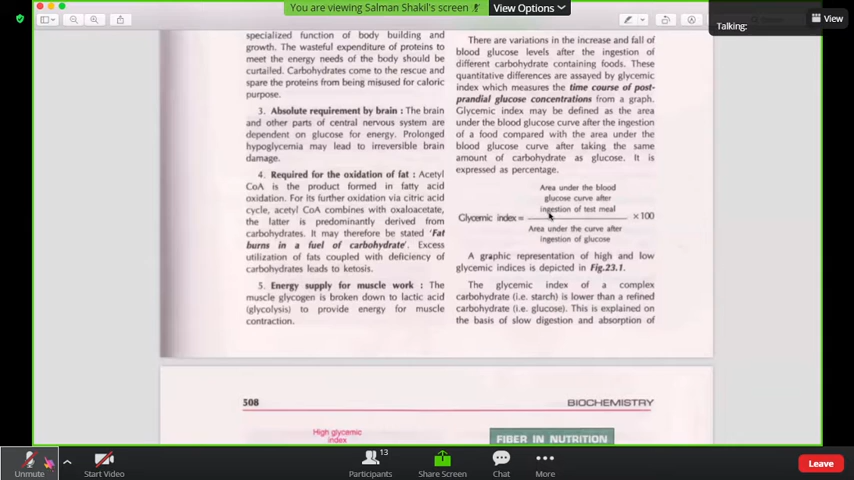 You are viewing Salman Shakil's screen
View Options
Talking:
View
specialized function of body building and
growth. The wasteful expenditure of proteins to
meet the energy needs of the body should be
curtailed. Carbohydrates come to the rescue and
spare the proteins from being misused for caloric
purpose.
3. Absolute requirement by brain : The brain
and other parts of central nervous system are
dependent on glucose for energy. Prolonged
hypoglycemia may lead to irreversible brain
damage.
4. Required for the oxidation of fat : Acetyl
CoA is the product formed in fatty acid
oxidation. For its further oxidation via citric acid
cycle, acetyl CoA combines with oxaloacetate,
the latter is predominantly derived from
carbohydrates. It may therefore be stated 'Fat
burns in a fuel of carbohydrate'. Excess
utilization of fats coupled with deficiency of
carbohydrates leads to ketosis.
5. Energy supply for muscle work : The
muscle glycogen is broken down to lactic acid
(glycolysis) to provide energy for muscle
contraction.
There are variations in the increase and fall of
blood glucose levels after the ingestion of
different carbohydrate containing foods. These
quantitative differences are assayed by glycemic
index which measures the time course of post-
prandial glucose concentrations from a graph.
Glycemic index may be defined as the area
under the blood glucose curve after the ingestion
of a food compared with the area under the
blood glucose curve after taking the same
amount of carbohydrate as glucose. It is
expressed as percentage.
Area under the blood
glucose curve after
ingestion of test meal
Glycemic index = × 100
Area under the curve after
ingestion of glucose
A graphic representation of high and low
glycemic indices is depicted in Fig.23.1.
The glycemic index of a complex
carbohydrate (i.e. starch) is lower than a refined
carbohydrate (i.e. glucose). This is explained on
the basis of slow digestion and absorption of
508
BIOCHEMISTRY
High glycemic
index
FIBER IN NUTRITION
Unmute
Start Video
13
Participants
Share Screen
Chat
More
Leave